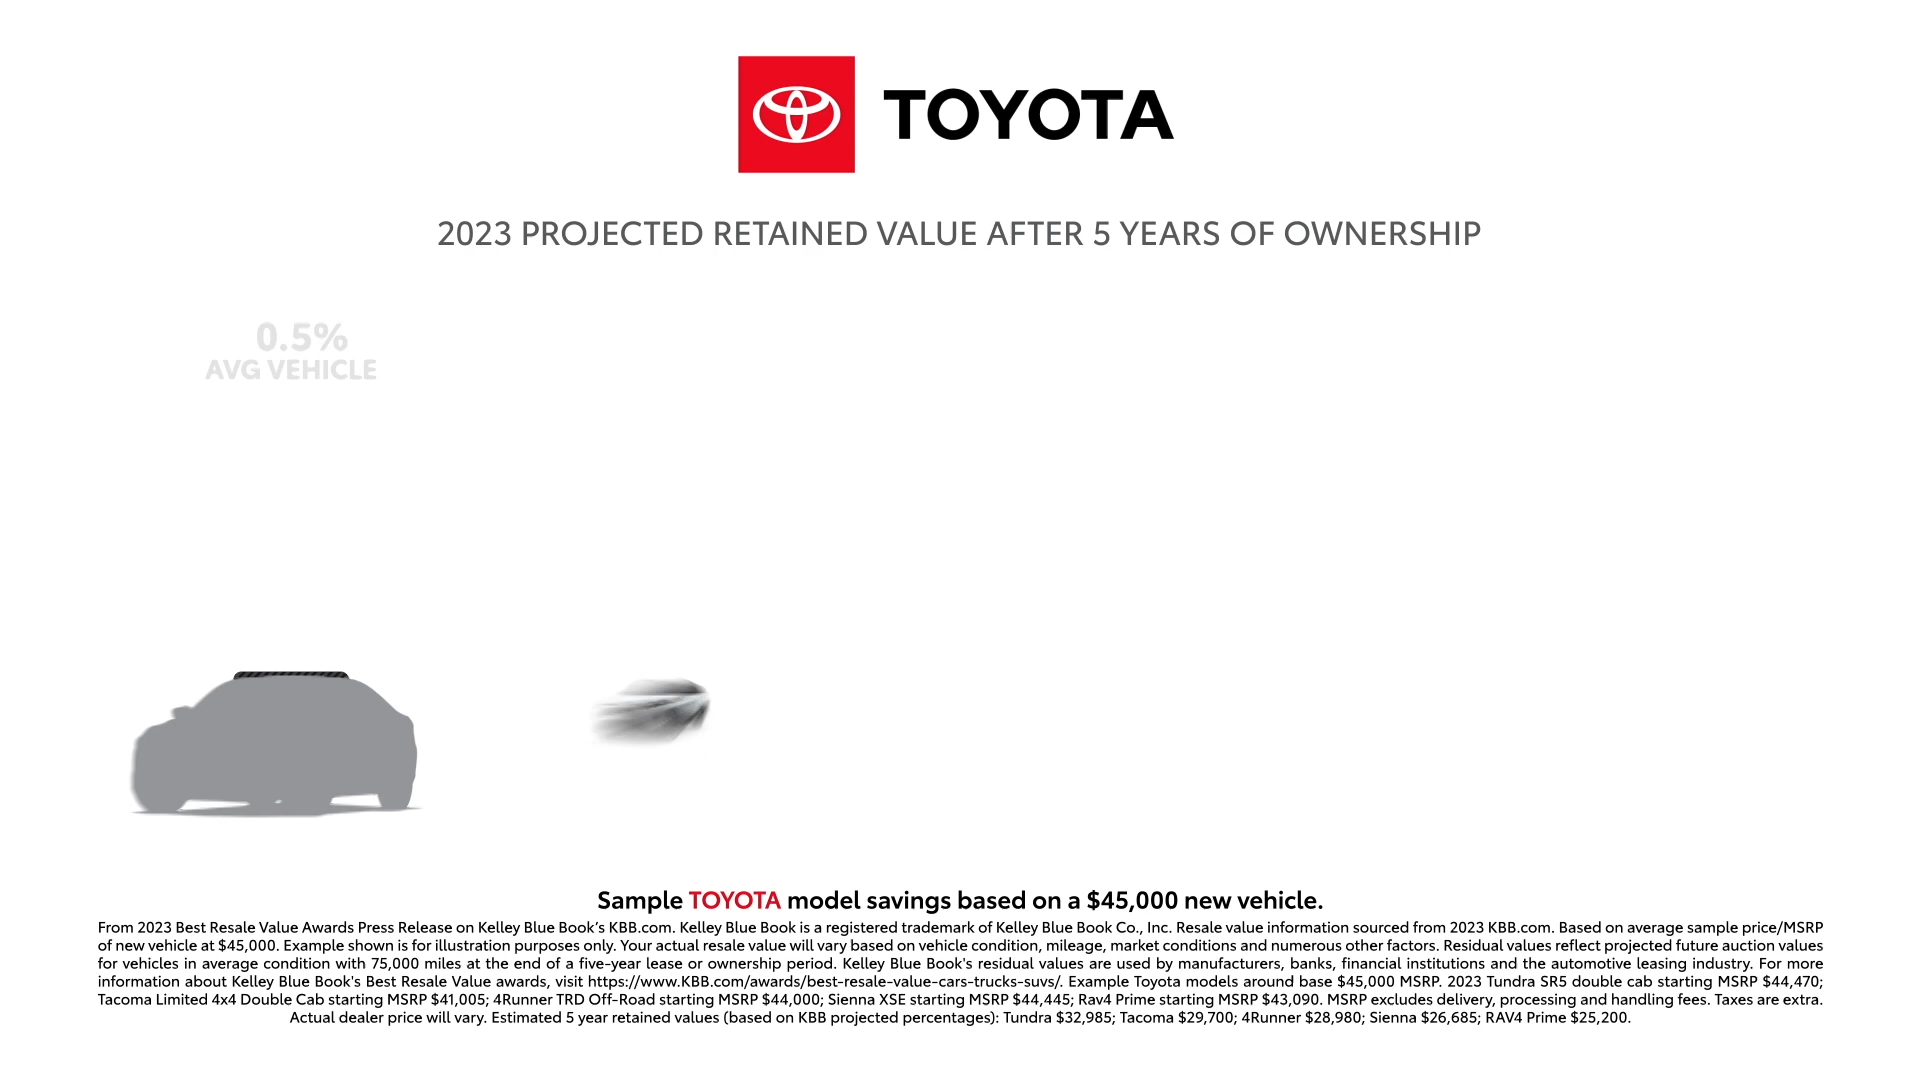 TOYOTA
2023 PROJECTED RETAINED VALUE AFTER 5 YEARS OF OWNERSHIP
0.5%
AVG VEHICLE
Sample TOYOTA model savings based on a $45,000 new vehicle.
From 2023 Best Resale Value Awards Press Release on Kelley Blue Book’s KBB.com. Kelley Blue Book is a registered trademark of Kelley Blue Book Co., Inc. Resale value information sourced from 2023 KBB.com. Based on average sample price/MSRP
of new vehicle at $45,000. Example shown is for illustration purposes only. Your actual resale value will vary based on vehicle condition, mileage, market conditions and numerous other factors. Residual values reflect projected future auction values
for vehicles in average condition with 75,000 miles at the end of a five-year lease or ownership period. Kelley Blue Book's residual values are used by manufacturers, banks, financial institutions and the automotive leasing industry. For more
information about Kelley Blue Book's Best Resale Value awards, visit https://www.KBB.com/awards/best-resale-value-cars-trucks-suvs/. Example Toyota models around base $45,000 MSRP. 2023 Tundra SR5 double cab starting MSRP $44,470;
Tacoma Limited 4x4 Double Cab starting MSRP $41,005; 4Runner TRD Off-Road starting MSRP $44,000; Sienna XSE starting MSRP $44,445; Rav4 Prime starting MSRP $43,090. MSRP excludes delivery, processing and handling fees. Taxes are extra.
Actual dealer price will vary. Estimated 5 year retained values (based on KBB projected percentages): Tundra $32,985; Tacoma $29,700; 4Runner $28,980; Sienna $26,685; RAV4 Prime $25,200.